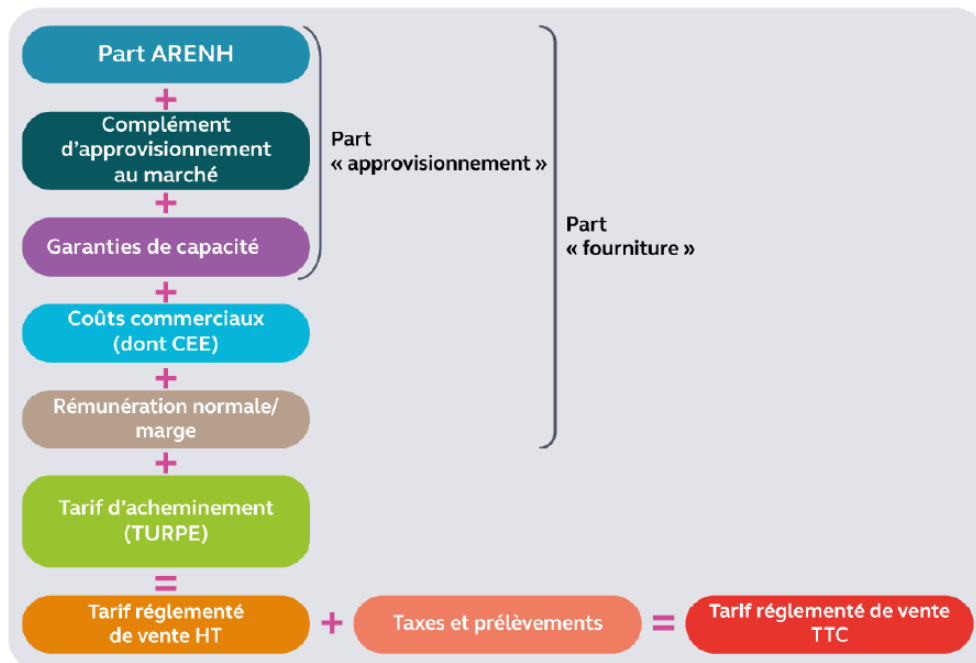 Part ARENH
+
Complément
d'approvisionnement
au marché
+
Garanties de capacité
Part
« approvisionnement »
+
Coûts commerciaux
(dont CEE)
+
Rémunération normale/
marge
Part
« fourniture »
+
Tarif d'acheminement
(TURPE)
=
Tarif réglementé
de vente HT
+
Taxes et prélèvements
=
Tarif réglementé de vente
TTC